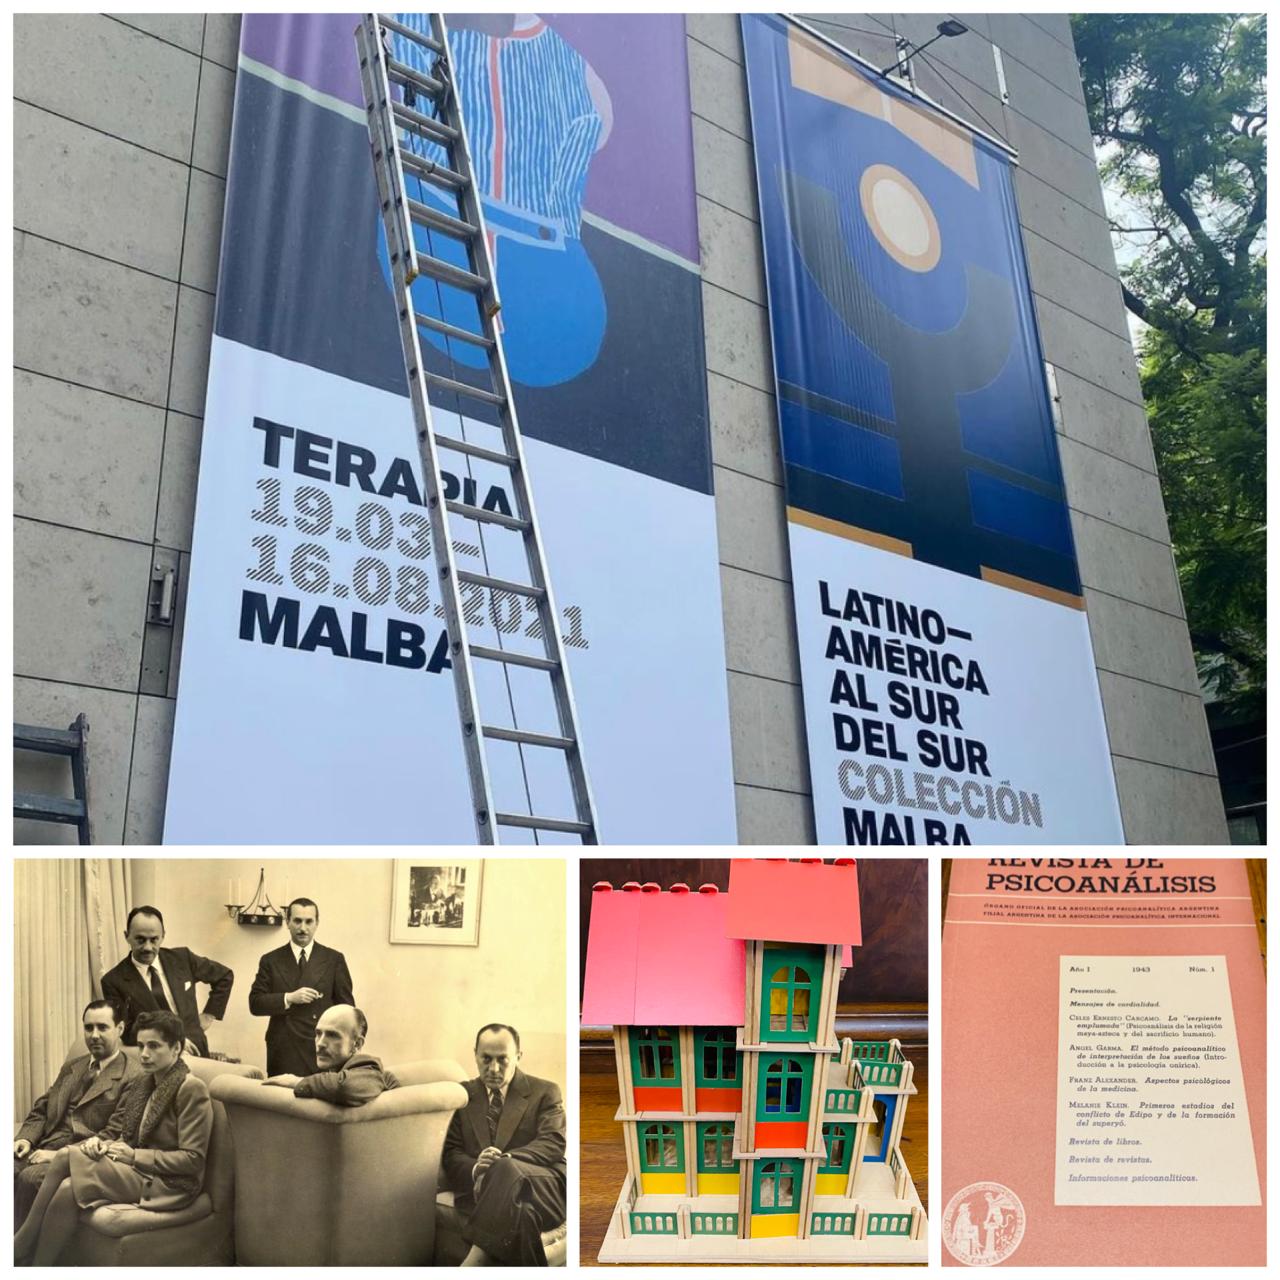 TERAPIA
19.03–
16.08.2021
MALBA
LATINO–
AMÉRICA
AL SUR
DEL SUR
COLECCIÓN
MALBA
REVISTA DE
PSICOANÁLISIS
ÓRGANO OFICIAL DE LA ASOCIACIÓN PSICOANALÍTICA ARGENTINA
FILIAL ARGENTINA DE LA ASOCIACIÓN PSICOANALÍTICA INTERNACIONAL
Año I 1943 Núm. 1
Presentación.
Mensajes de cordialidad.
CELES ERNESTO CARCAMO. La "serpiente
emplumada" (Psicoanálisis de la religión
maya-azteca y del sacrificio humano).
ANGEL GARMA. El método psicoanalítico
de interpretación de los sueños (Intro-
ducción a la psicología onírica).
FRANZ ALEXANDER. Aspectos psicológicos
de la medicina.
MELANIE KLEIN. Primeros estadios del
conflicto de Edipo y de la formación
del superyó.
Revista de libros.
Revista de revistas.
Informaciones psicoanalíticas.